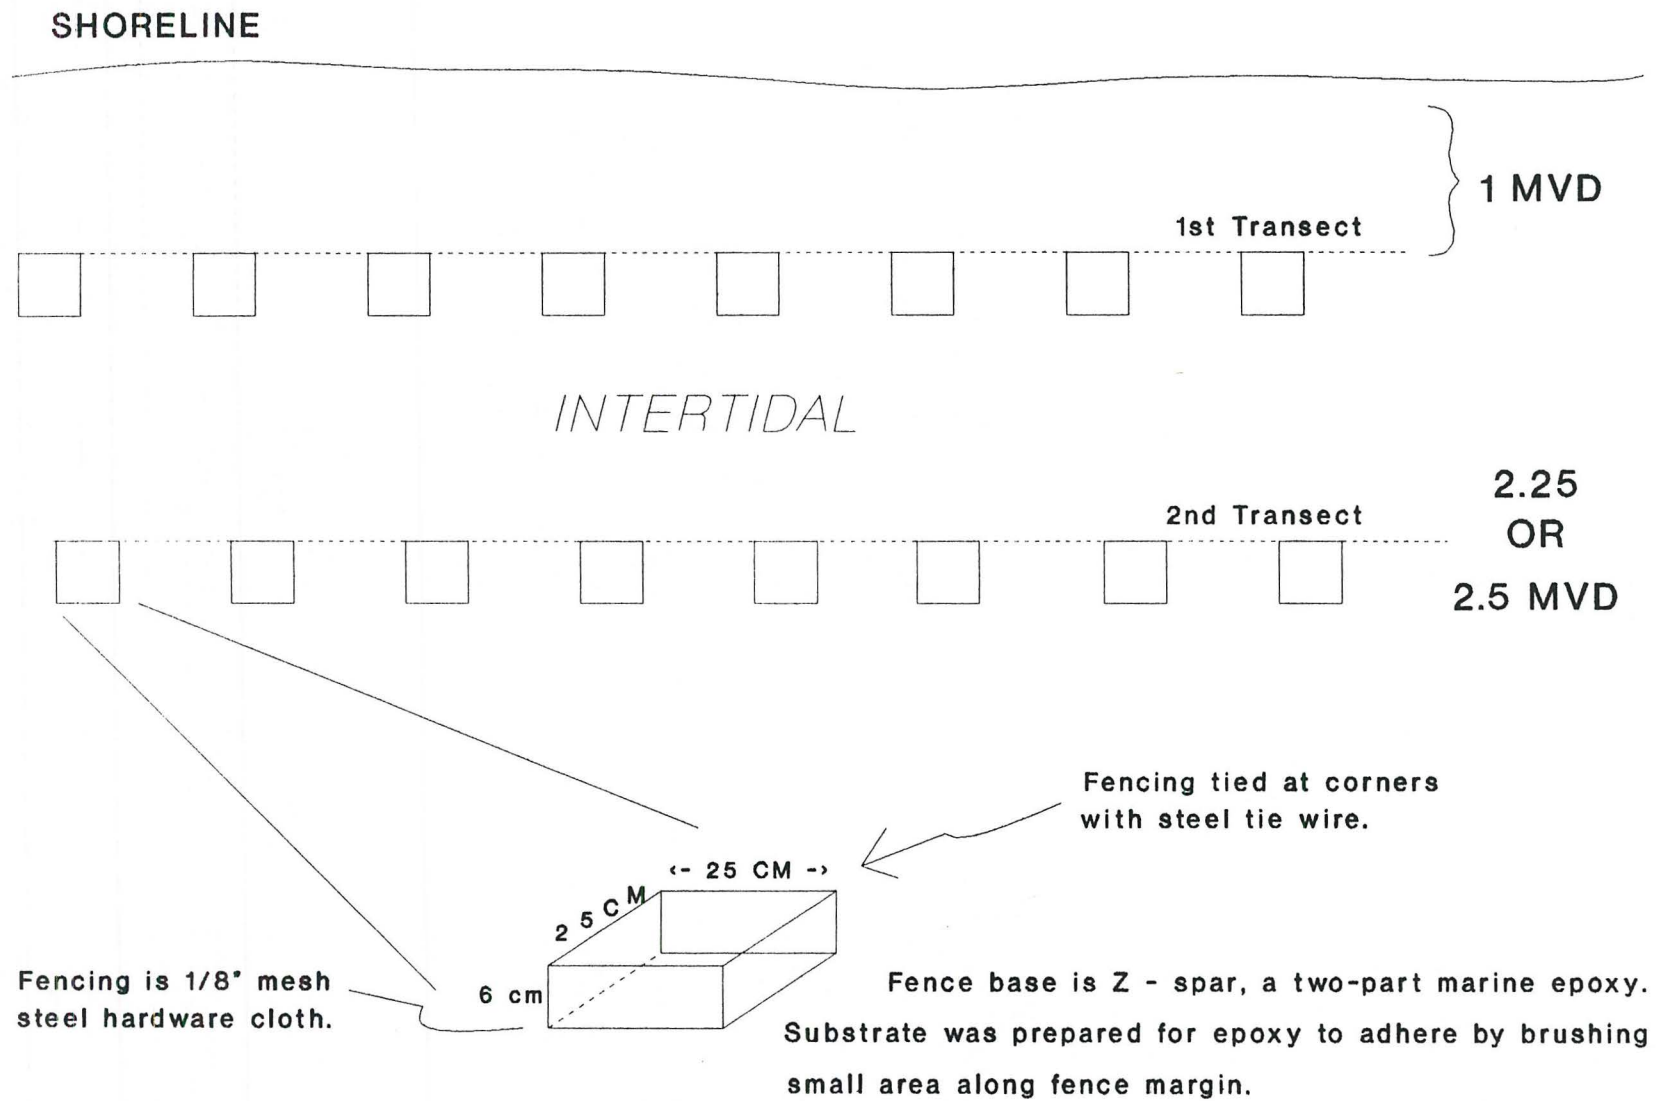 SHORELINE
1 MVD
1st Transect
INTERTIDAL
2nd Transect
2.25
OR
2.5 MVD
Fencing tied at corners
with steel tie wire.
<- 25 CM ->
25CM
6 cm
Fencing is 1/8" mesh
steel hardware cloth.
Fence base is Z - spar, a two-part marine epoxy.
Substrate was prepared for epoxy to adhere by brushing
small area along fence margin.